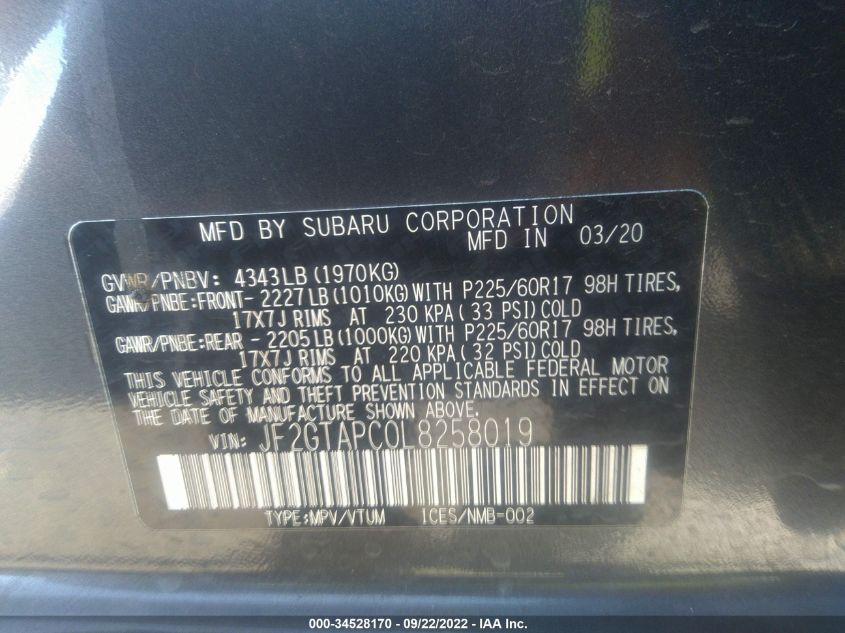 MFD BY SUBARU CORPORATION
MFD IN 03/20
GVWR/PNBV: 4343LB (1970KG)
GAWR/PNBE:FRONT- 2227LB (1010KG) WITH P225/60R17 98H TIRES,
17X7J RIMS AT 230 KPA ( 33 PSI) COLD
GAWR/PNBE:REAR - 2205LB (1000KG) WITH P225/60R17 98H TIRES,
17X7J RIMS AT 220 KPA ( 32 PSI) COLD
THIS VEHICLE CONFORMS TO ALL APPLICABLE FEDERAL MOTOR
VEHICLE SAFETY AND THEFT PREVENTION STANDARDS IN EFFECT ON
THE DATE OF MANUFACTURE SHOWN ABOVE.
VIN: JF2GTAPC0L8258019
TYPE:MPV/VTUM ICES/NMB-002
000-34528170 - 09/22/2022 - IAA Inc.